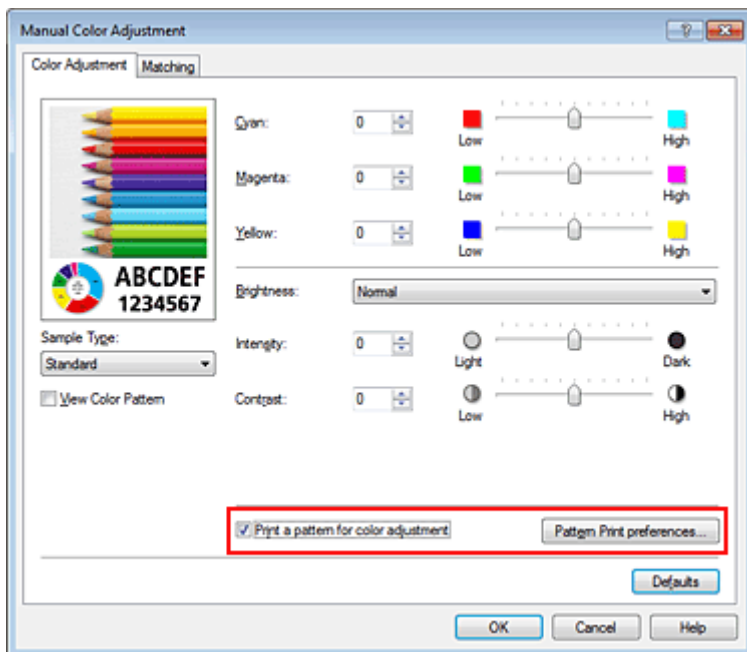 Manual Color Adjustment
Color Adjustment Matching
Cyan: 0 Low High
Magenta: 0 Low High
Yellow: 0 Low High
ABCDEF
1234567
Brightness: Normal
Sample Type:
Standard
Intensity: 0 Light Dark
View Color Pattern
Contrast: 0 Low High
Print a pattern for color adjustment Pattern Print preferences...
Defaults
OK Cancel Help